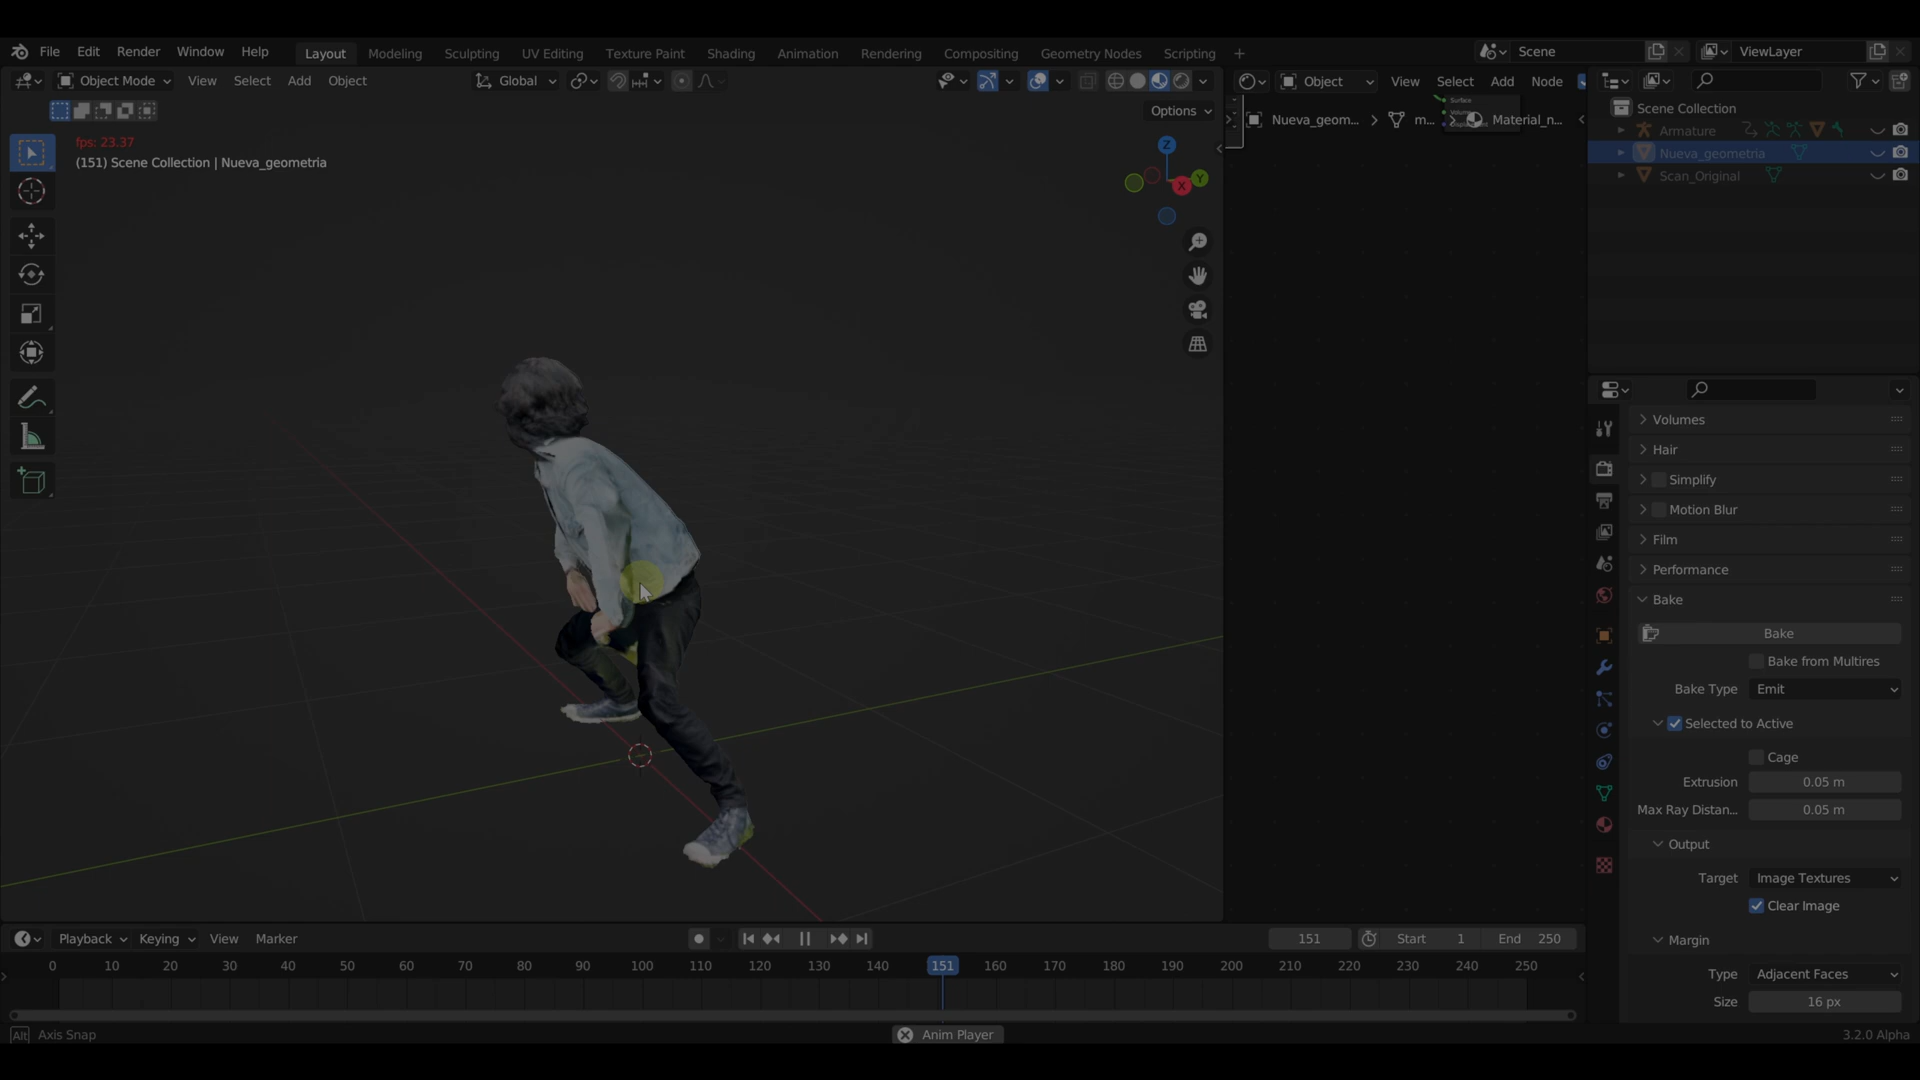 File Edit Render Window Help Layout Modeling Sculpting UV Editing Texture Paint Shading Animation Rendering Compositing Geometry Nodes Scripting + Scene ViewLayer
Object Mode View Select Add Object Global Object View Select Add Node
Options
Surface
Nueva_geom... > m... > Material_n...
fps: 23.37
(151) Scene Collection | Nueva_geometria
Z
Y
X
Scene Collection
Armature
Nueva_geometria
Scan_Original
Volumes
Hair
Simplify
Motion Blur
Film
Performance
Bake
Bake
Bake from Multires
Bake Type Emit
Selected to Active
Cage
Extrusion 0.05 m
Max Ray Distan... 0.05 m
Output
Target Image Textures
Clear Image
Margin
Type Adjacent Faces
Size 16 px
Playback Keying View Marker 151 Start 1 End 250
0 10 20 30 40 50 60 70 80 90 100 110 120 130 140 151 160 170 180 190 200 210 220 230 240 250
Alt Axis Snap Anim Player 3.2.0 Alpha